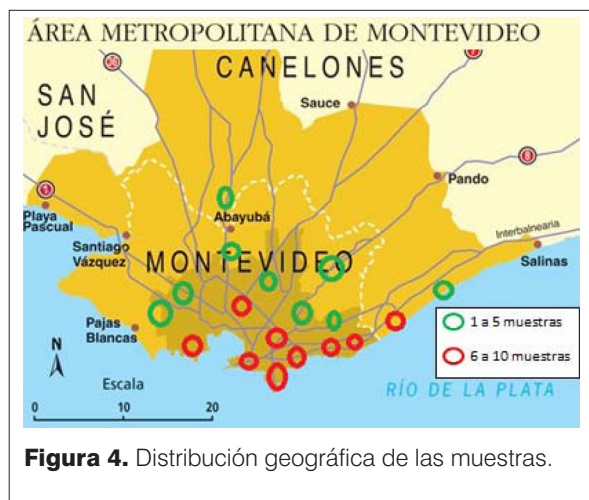 ÁREA METROPOLITANA DE MONTEVIDEO
CANELONES
SAN
JOSÉ
Sauce
8
Pando
1
Playa
Pascual
Abayubá
Interbalnearia
Santiago
Vázquez
MONTEVIDEO
Salinas
Pajas
Blancas
1 a 5 muestras
6 a 10 muestras
N
Escala
RÍO DE LA PLATA
0 10 20
Figura 4. Distribución geográfica de las muestras.